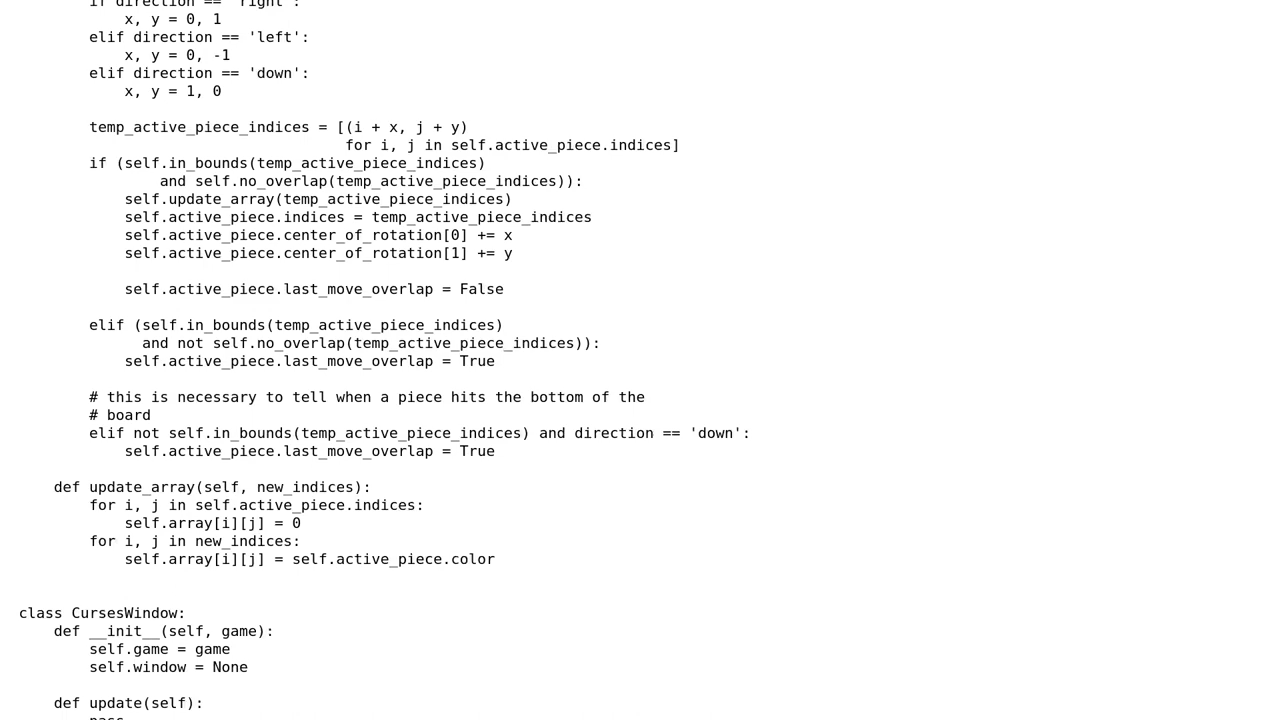 if direction == 'right':
            x, y = 0, 1
        elif direction == 'left':
            x, y = 0, -1
        elif direction == 'down':
            x, y = 1, 0

        temp_active_piece_indices = [(i + x, j + y)
                                     for i, j in self.active_piece.indices]
        if (self.in_bounds(temp_active_piece_indices)
                and self.no_overlap(temp_active_piece_indices)):
            self.update_array(temp_active_piece_indices)
            self.active_piece.indices = temp_active_piece_indices
            self.active_piece.center_of_rotation[0] += x
            self.active_piece.center_of_rotation[1] += y

            self.active_piece.last_move_overlap = False

        elif (self.in_bounds(temp_active_piece_indices)
              and not self.no_overlap(temp_active_piece_indices)):
            self.active_piece.last_move_overlap = True

        # this is necessary to tell when a piece hits the bottom of the
        # board
        elif not self.in_bounds(temp_active_piece_indices) and direction == 'down':
            self.active_piece.last_move_overlap = True

    def update_array(self, new_indices):
        for i, j in self.active_piece.indices:
            self.array[i][j] = 0
        for i, j in new_indices:
            self.array[i][j] = self.active_piece.color


class CursesWindow:
    def __init__(self, game):
        self.game = game
        self.window = None

    def update(self):
        pass